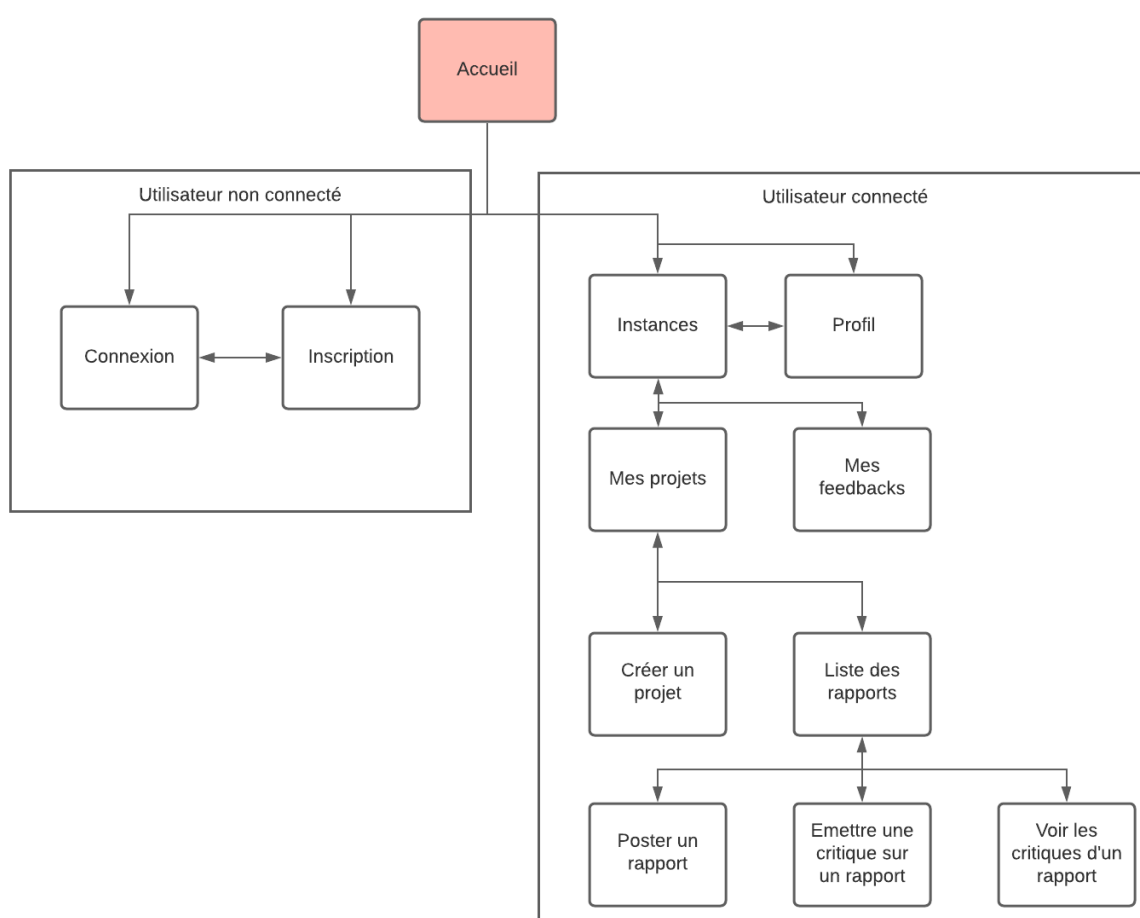 Accueil
Utilisateur non connecté
Utilisateur connecté
Connexion
Inscription
Instances
Profil
Mes projets
Mes
feedbacks
Créer un
projet
Liste des
rapports
Poster un
rapport
Emettre une
critique sur
un rapport
Voir les
critiques d'un
rapport